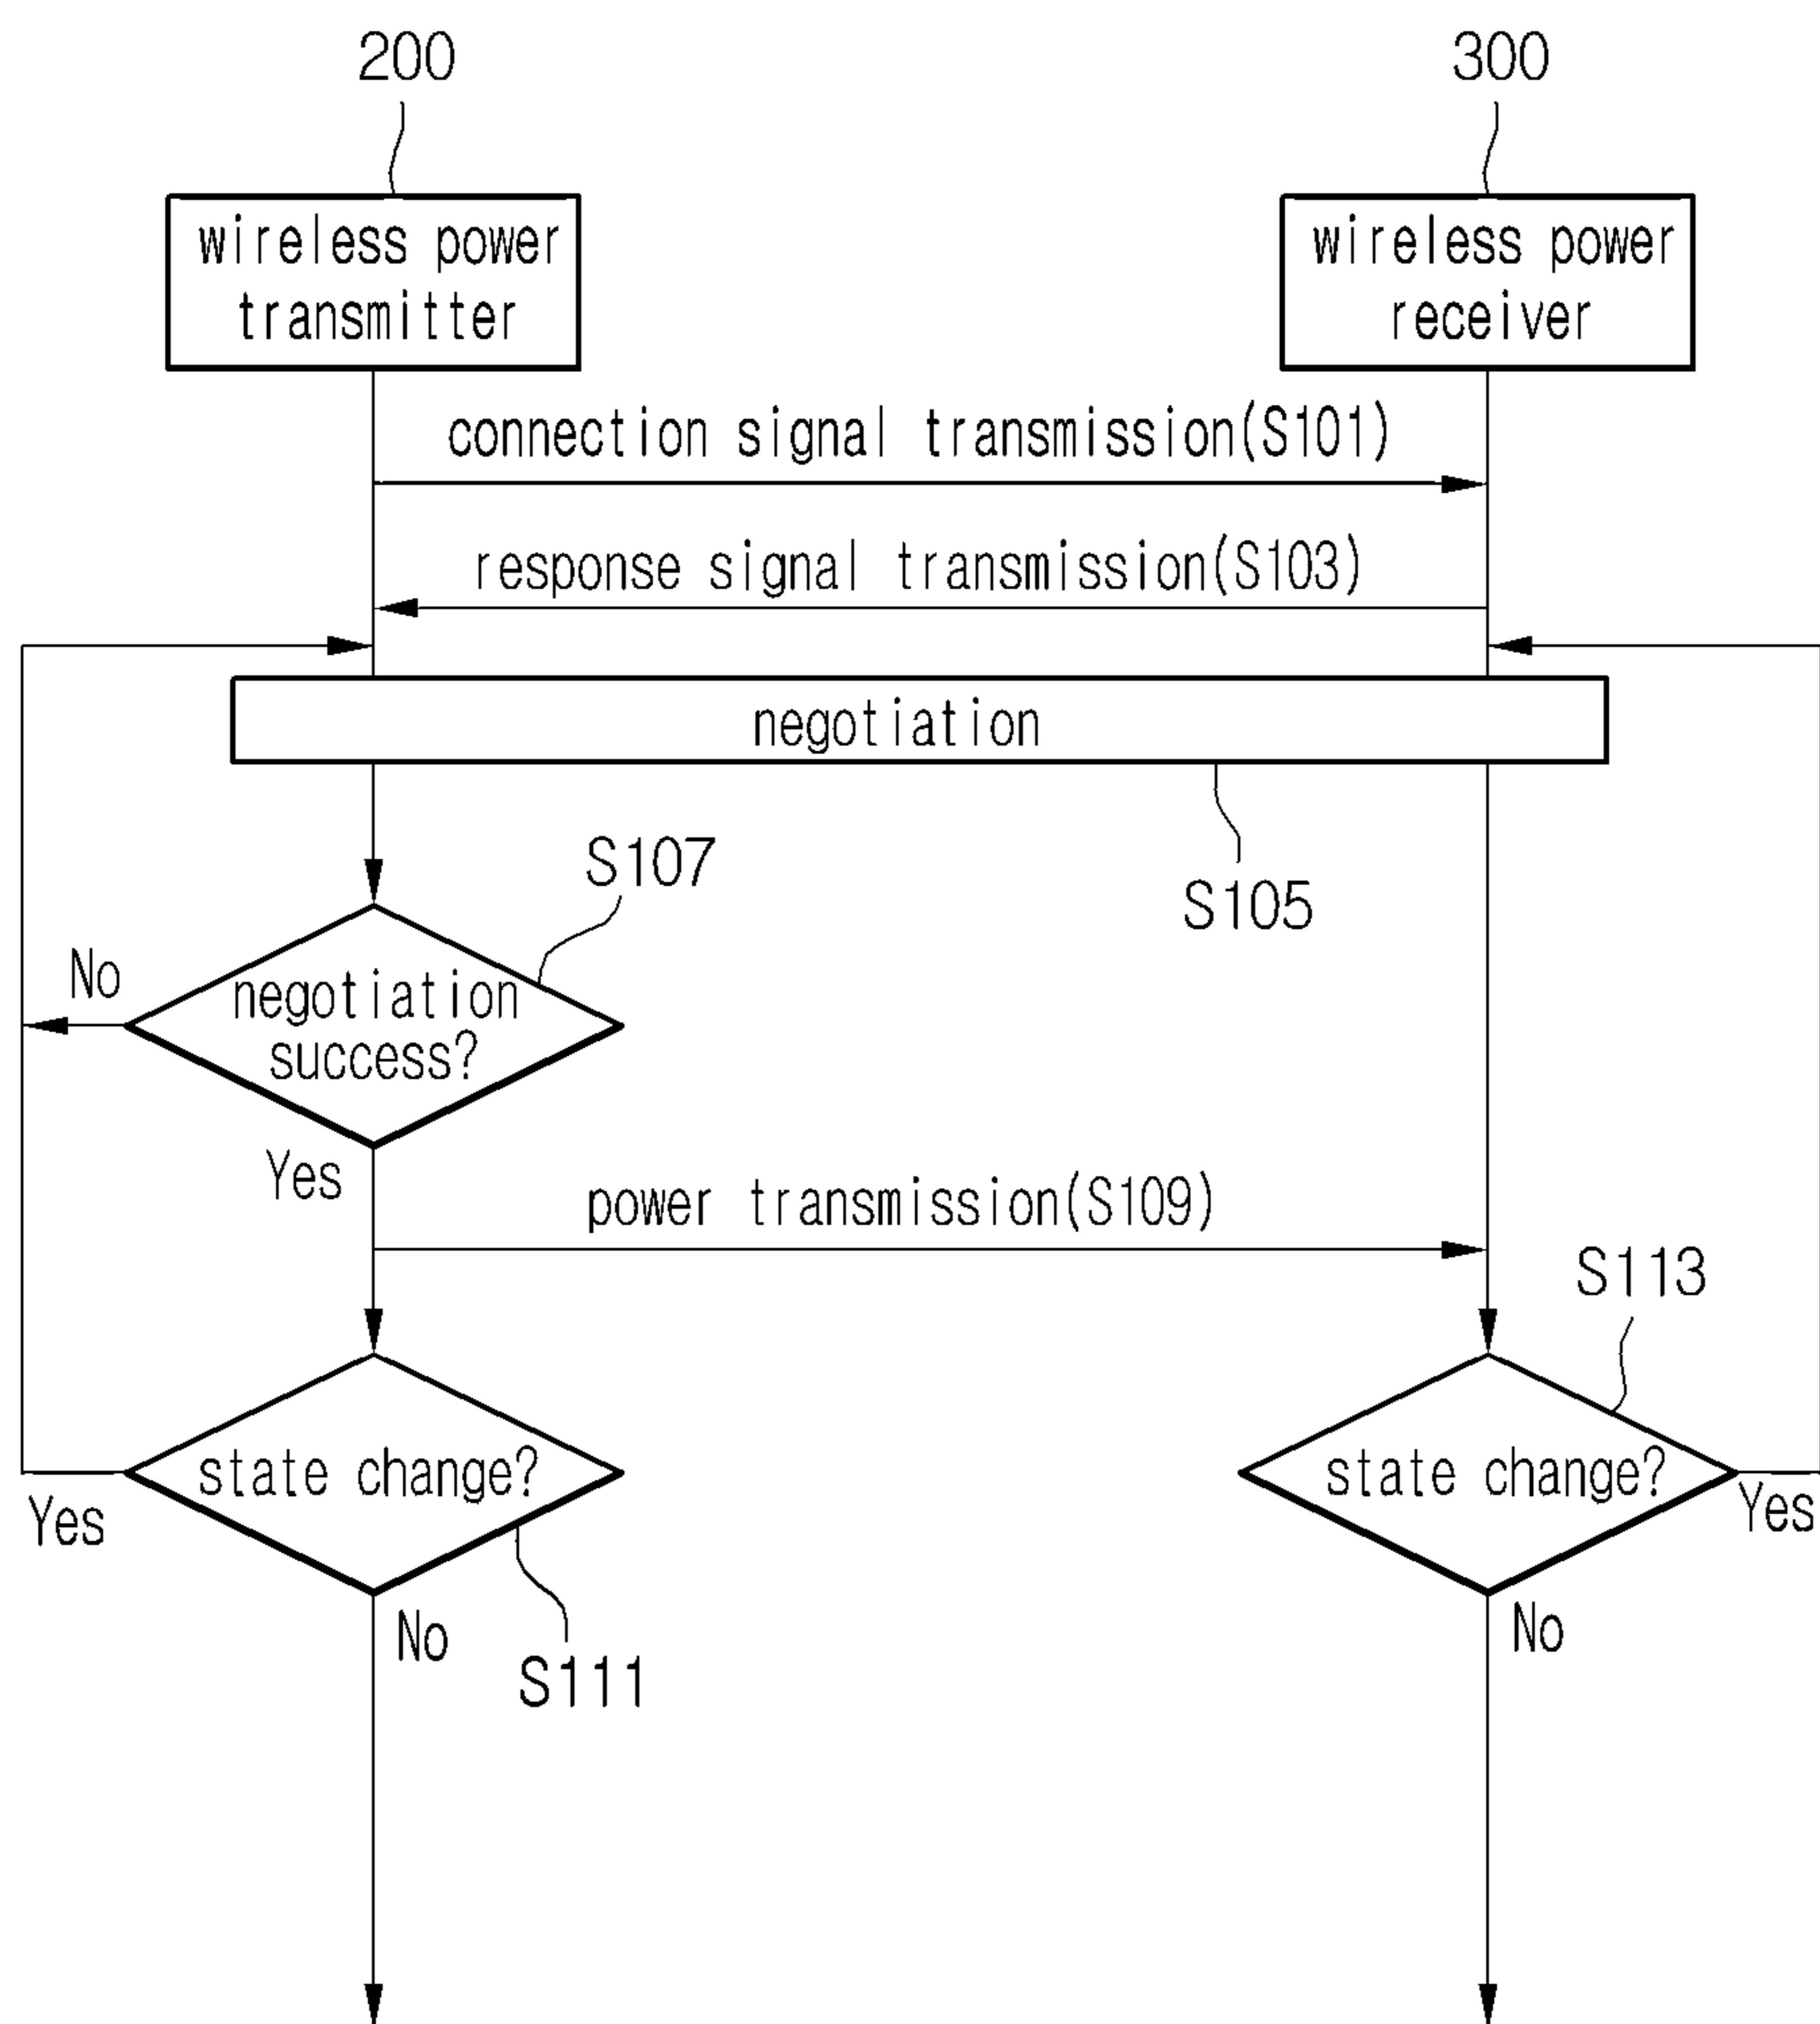 200
300
wireless power
transmitter
wireless power
receiver
connection signal transmission(S101)
response signal transmission(S103)
negotiation
S107
S105
No
negotiation
success?
Yes
power transmission(S109)
S113
state change?
state change?
Yes
Yes
No
No
S111